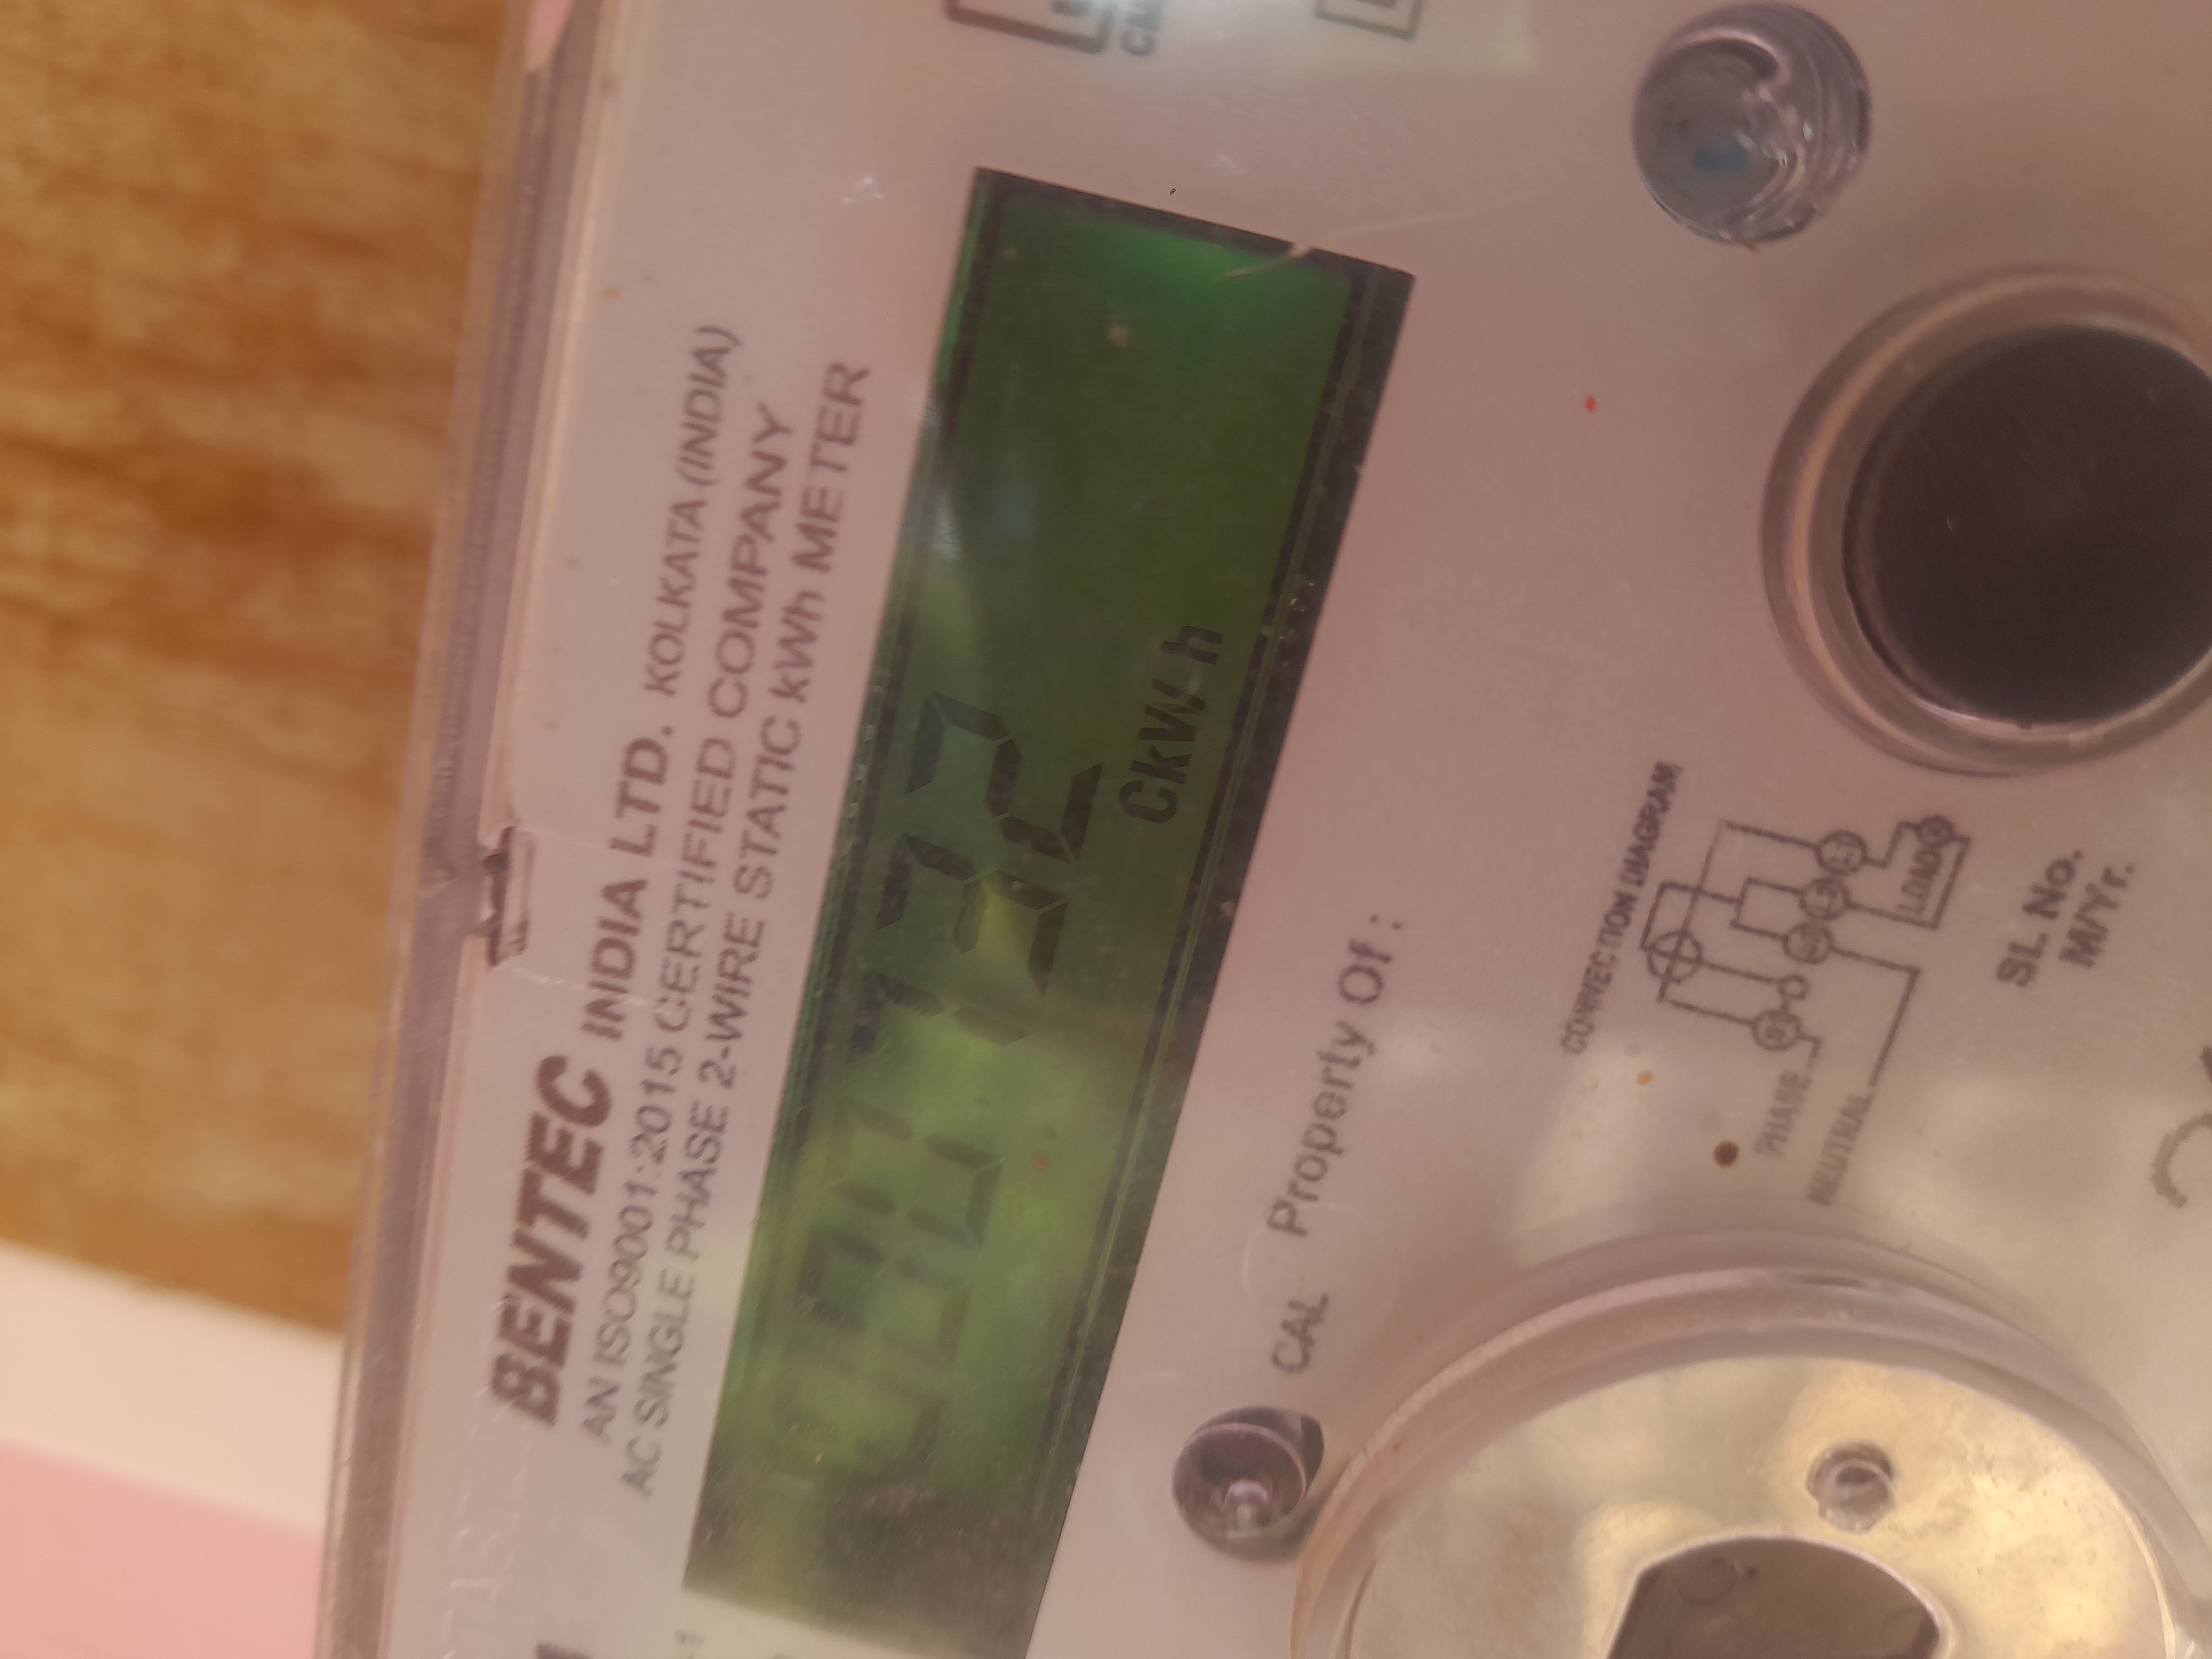 BENTEC INDIA LTD. KOLKATA (INDIA)
AN ISO9001:2015 CERTIFIED COMPANY
AC SINGLE PHASE 2-WIRE STATIC kWh METER
CkWh
CAL Property Of :
CONNECTION DIAGRAM
LOAD
PHASE
NEUTRAL
SL No.
M/Yr.